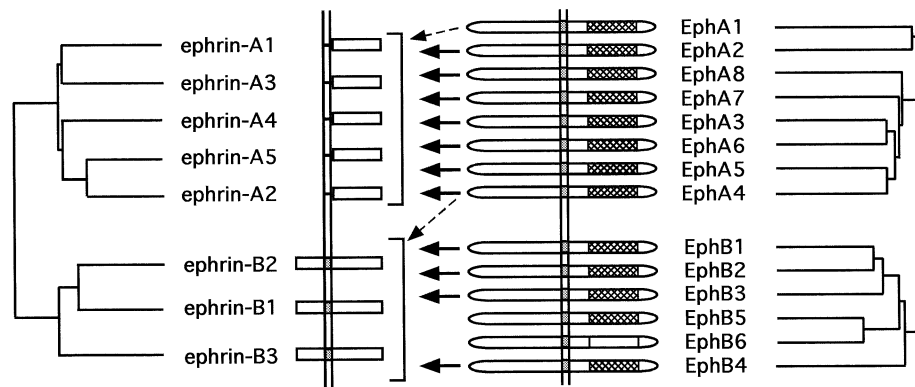 ephrin-A1
ephrin-A3
ephrin-A4
ephrin-A5
ephrin-A2
ephrin-B2
ephrin-B1
ephrin-B3
EphA1
EphA2
EphA8
EphA7
EphA3
EphA6
EphA5
EphA4
EphB1
EphB2
EphB3
EphB5
EphB6
EphB4